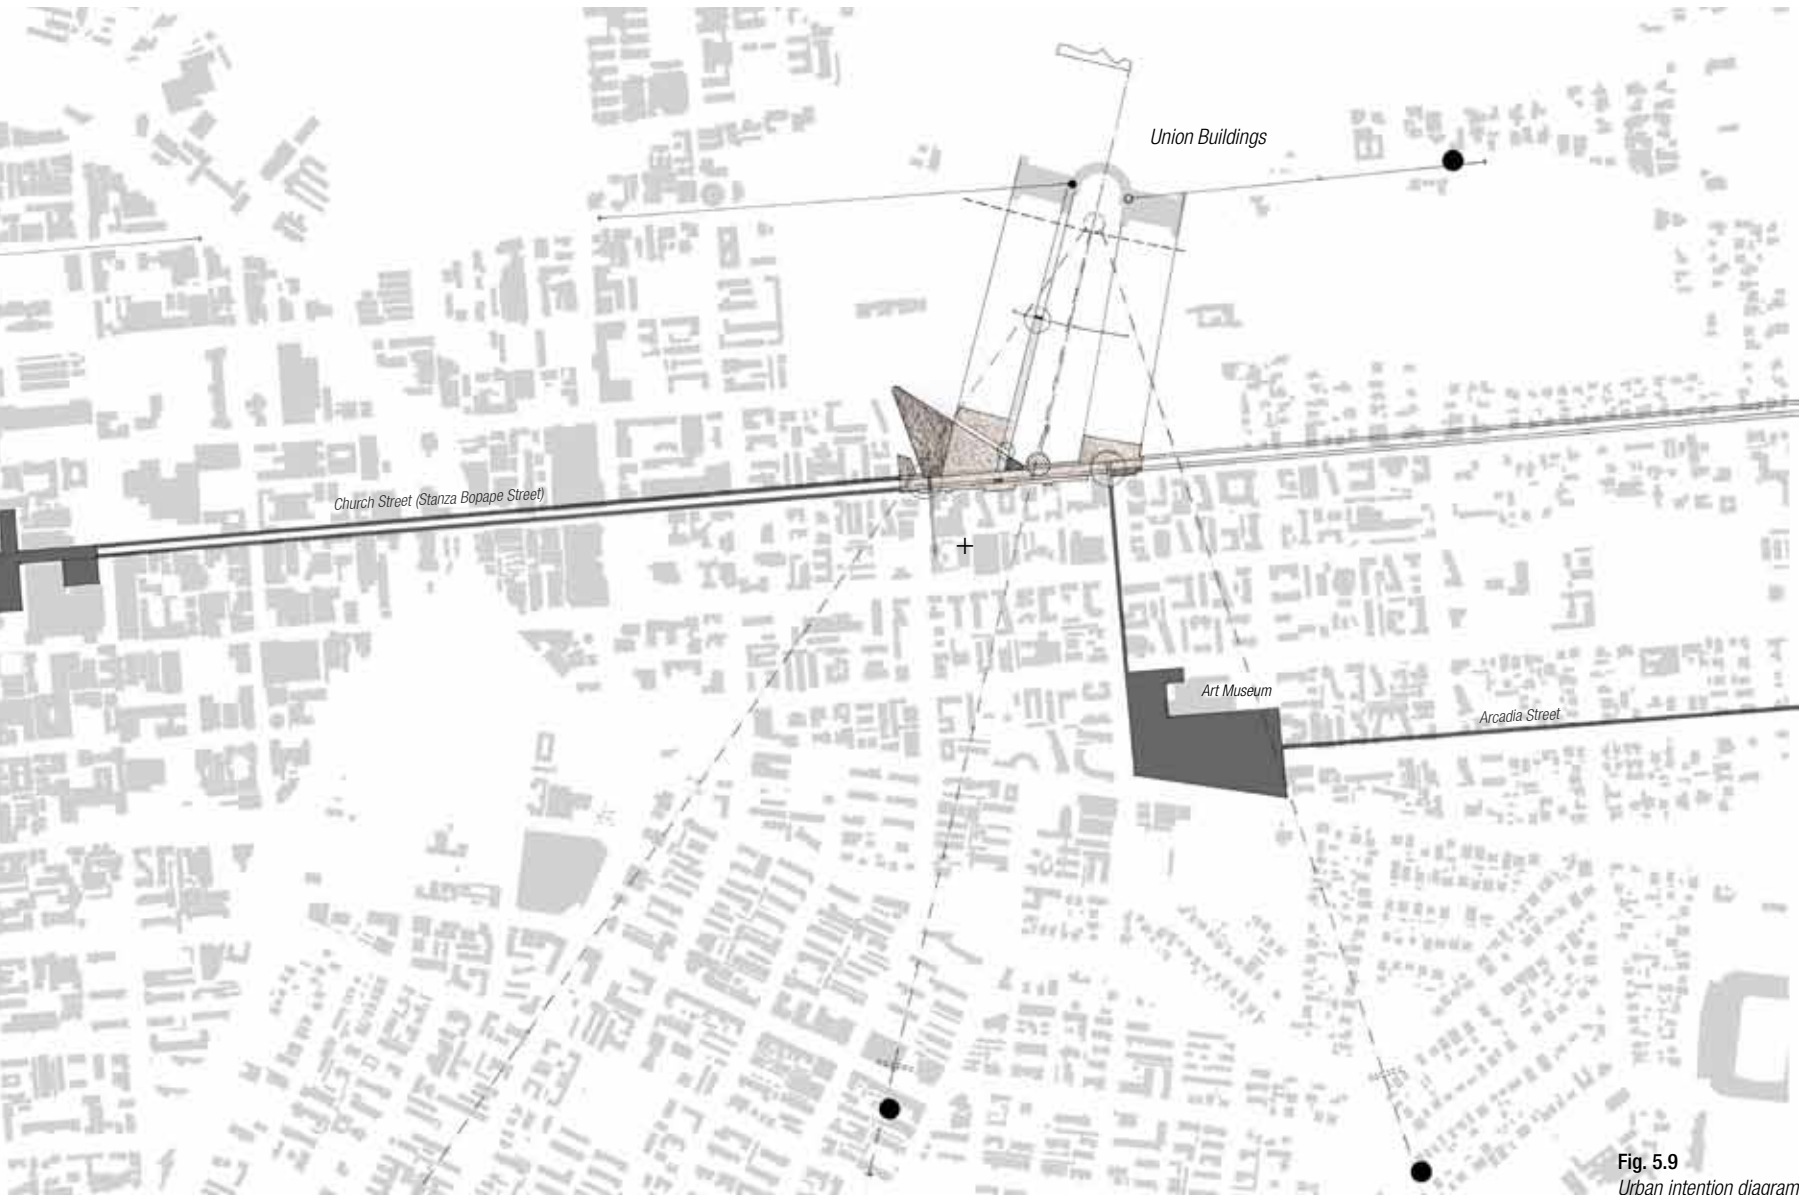 Union Buildings
Church Street (Stanza Bopape Street)
Art Museum
Arcadia Street
Fig. 5.9
Urban intention diagram